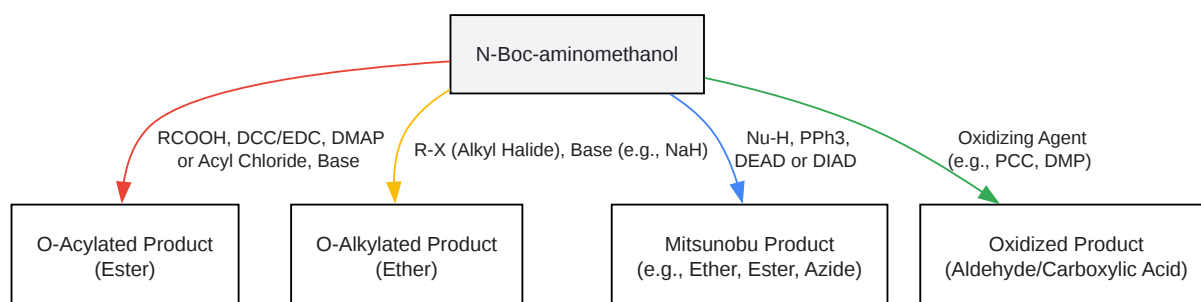 N-Boc-aminomethanol
RCOOH, DCC/EDC, DMAP
or Acyl Chloride, Base
R-X (Alkyl Halide), Base (e.g., NaH)
Nu-H, PPh3,
DEAD or DIAD
Oxidizing Agent
(e.g., PCC, DMP)
O-Acylated Product
(Ester)
O-Alkylated Product
(Ether)
Mitsunobu Product
(e.g., Ether, Ester, Azide)
Oxidized Product
(Aldehyde/Carboxylic Acid)